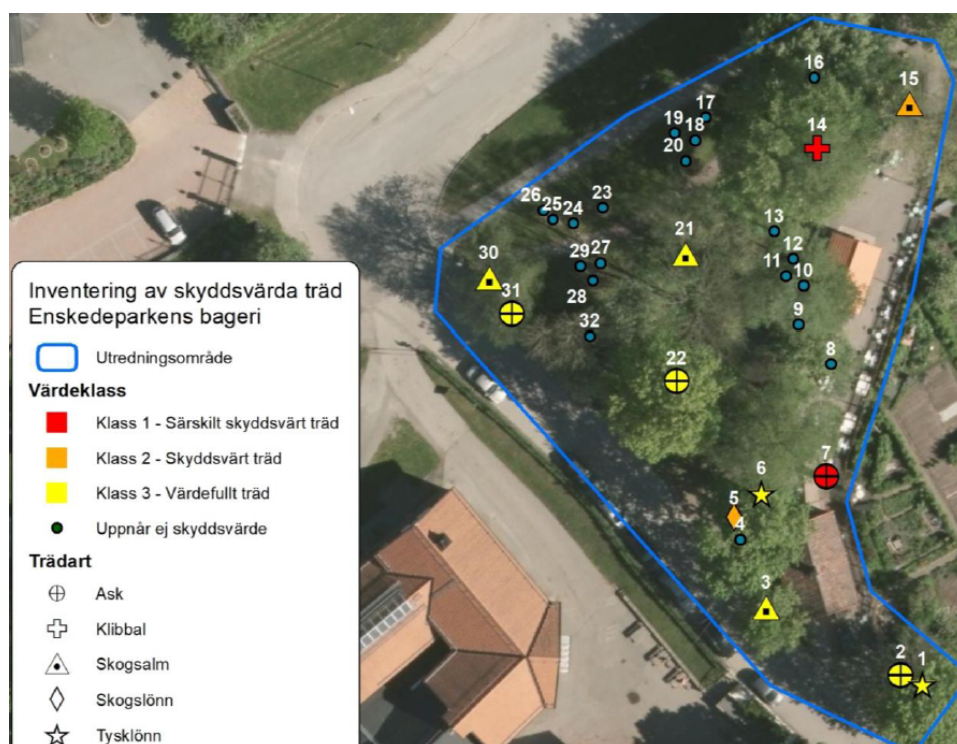 16
15
17
19
18
14
20
26
25
24
23
13
21
12
30
29
27
11
10
31
28
9
32
22
8
7
6
5
4
3
2
1
Inventering av skyddsvärda träd
Enskedeparkens bageri
Utredningsområde
Värdeklass
Klass 1 - Särskilt skyddsvärt träd
Klass 2 - Skyddsvärt träd
Klass 3 - Värdefullt träd
Uppnår ej skyddsvärde
Trädart
Ask
Klibbal
Skogsalm
Skogslönn
Tysklönn